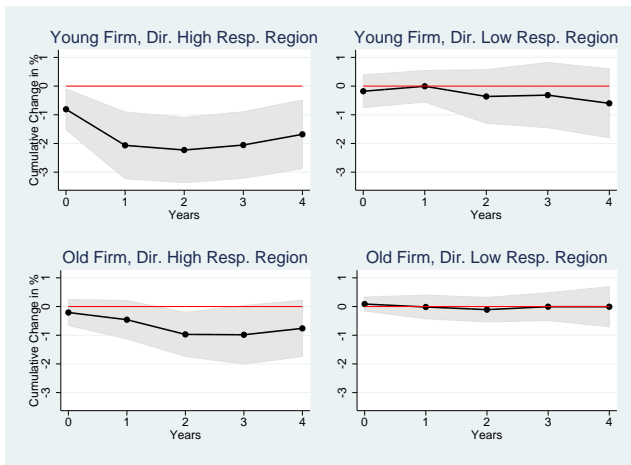 Young Firm, Dir. High Resp. Region
Cumulative Change in %
1
0
-1
-2
-3
0 1 2 3 4
Years
Young Firm, Dir. Low Resp. Region
1
0
-1
-2
-3
0 1 2 3 4
Years
Old Firm, Dir. High Resp. Region
Cumulative Change in %
1
0
-1
-2
-3
0 1 2 3 4
Years
Old Firm, Dir. Low Resp. Region
1
0
-1
-2
-3
0 1 2 3 4
Years